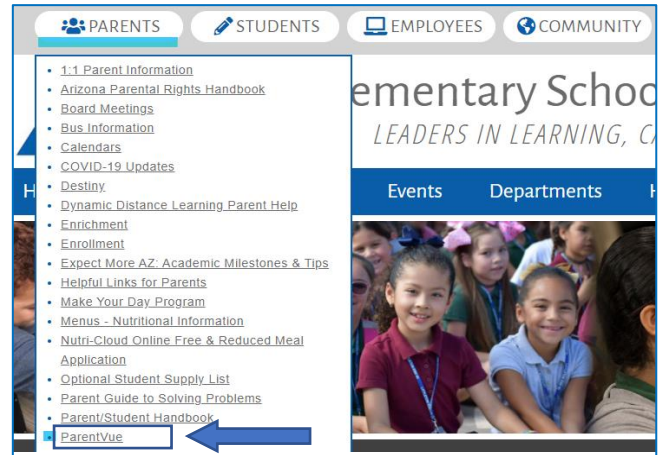 PARENTS STUDENTS EMPLOYEES COMMUNITY
1:1 Parent Information
Arizona Parental Rights Handbook
Board Meetings
Bus Information
Calendars
COVID-19 Updates
Destiny
Dynamic Distance Learning Parent Help
Enrichment
Enrollment
Expect More AZ: Academic Milestones & Tips
Helpful Links for Parents
Make Your Day Program
Menus - Nutritional Information
Nutri-Cloud Online Free & Reduced Meal
Application
Optional Student Supply List
Parent Guide to Solving Problems
Parent/Student Handbook
ParentVue
ementary Schoo
LEADERS IN LEARNING, CA
H Events Departments H